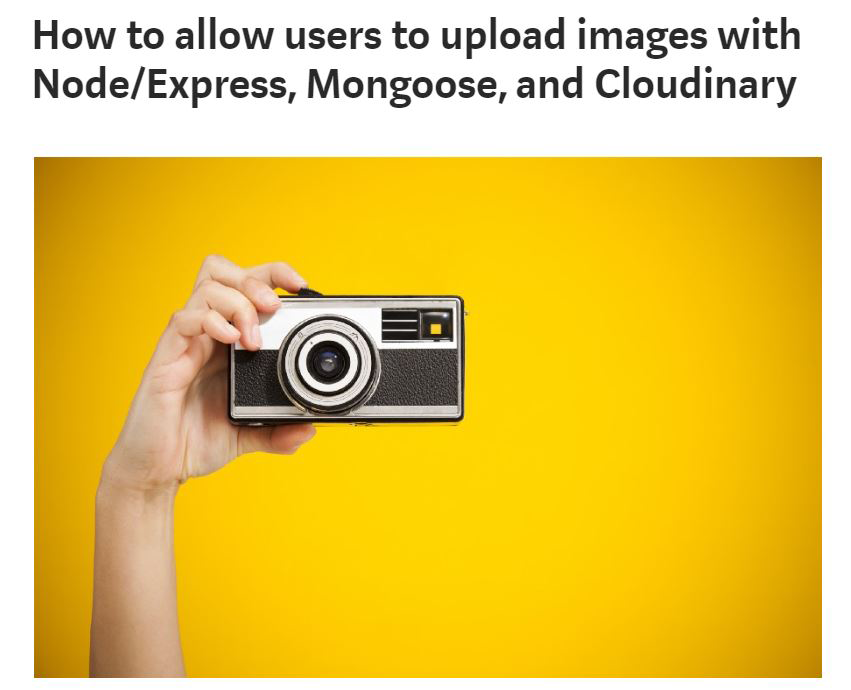 How to allow users to upload images with
Node/Express, Mongoose, and Cloudinary